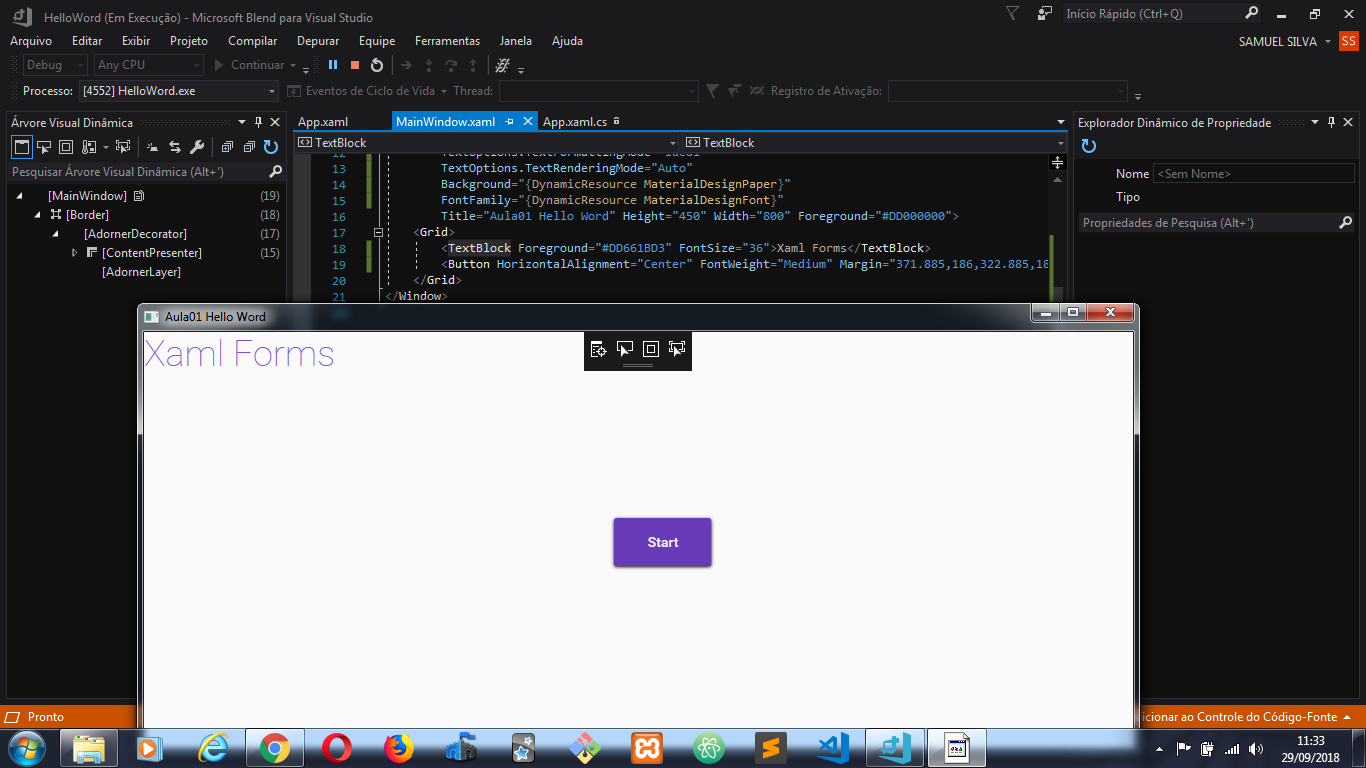 HelloWord (Em Execução) - Microsoft Blend para Visual Studio
Início Rápido (Ctrl+Q)
Arquivo Editar Exibir Projeto Compilar Depurar Equipe Ferramentas Janela Ajuda
SAMUEL SILVA SS
Debug Any CPU Continuar
Processo: [4552] HelloWord.exe Eventos de Ciclo de Vida Thread: Registro de Ativação:
Árvore Visual Dinâmica
Pesquisar Árvore Visual Dinâmica (Alt+')
[MainWindow] (19)
[Border] (18)
[AdornerDecorator] (17)
[ContentPresenter] (15)
[AdornerLayer]
App.xaml MainWindow.xaml App.xaml.cs
TextBlock TextBlock
12 TextOptions.TextFormattingMode="Ideal"
13 TextOptions.TextRenderingMode="Auto"
14 Background="{DynamicResource MaterialDesignPaper}"
15 FontFamily="{DynamicResource MaterialDesignFont}"
16 Title="Aula01 Hello Word" Height="450" Width="800" Foreground="#DD000000">
17 <Grid>
18 <TextBlock Foreground="#DD661BD3" FontSize="36">Xaml Forms</TextBlock>
19 <Button HorizontalAlignment="Center" FontWeight="Medium" Margin="371.885,186,322.885,18
20 </Grid>
21 </Window>
Explorador Dinâmico de Propriedade
Nome <Sem Nome>
Tipo
Propriedades de Pesquisa (Alt+')
Aula01 Hello Word
Xaml Forms
Start
Pronto
icionar ao Controle do Código-Fonte
11:33
29/09/2018